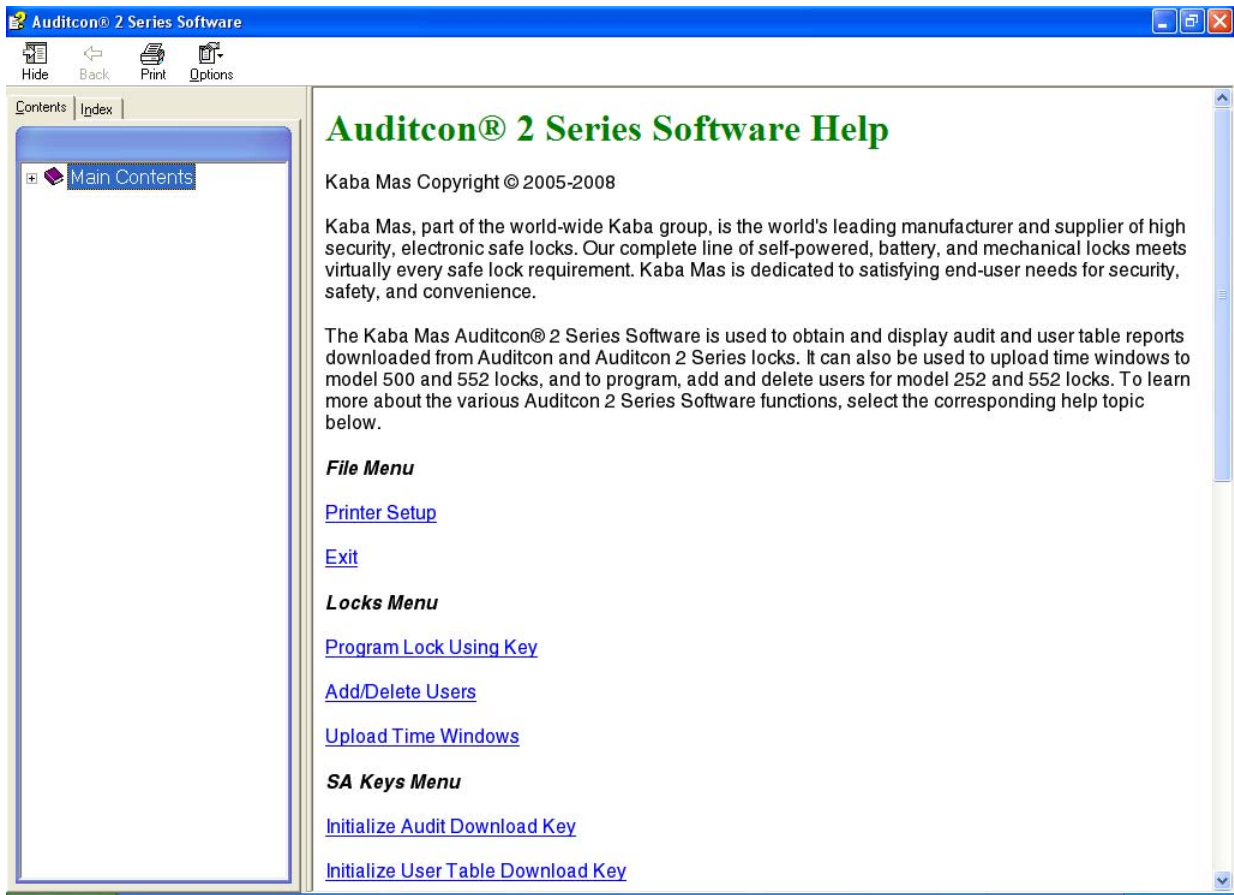 Auditcon® 2 Series Software
Hide Back Print Options
Contents Index
Main Contents
Auditcon® 2 Series Software Help
Kaba Mas Copyright © 2005-2008
Kaba Mas, part of the world-wide Kaba group, is the world's leading manufacturer and supplier of high
security, electronic safe locks. Our complete line of self-powered, battery, and mechanical locks meets
virtually every safe lock requirement. Kaba Mas is dedicated to satisfying end-user needs for security,
safety, and convenience.
The Kaba Mas Auditcon® 2 Series Software is used to obtain and display audit and user table reports
downloaded from Auditcon and Auditcon 2 Series locks. It can also be used to upload time windows to
model 500 and 552 locks, and to program, add and delete users for model 252 and 552 locks. To learn
more about the various Auditcon 2 Series Software functions, select the corresponding help topic
below.
File Menu
Printer Setup
Exit
Locks Menu
Program Lock Using Key
Add/Delete Users
Upload Time Windows
SA Keys Menu
Initialize Audit Download Key
Initialize User Table Download Key